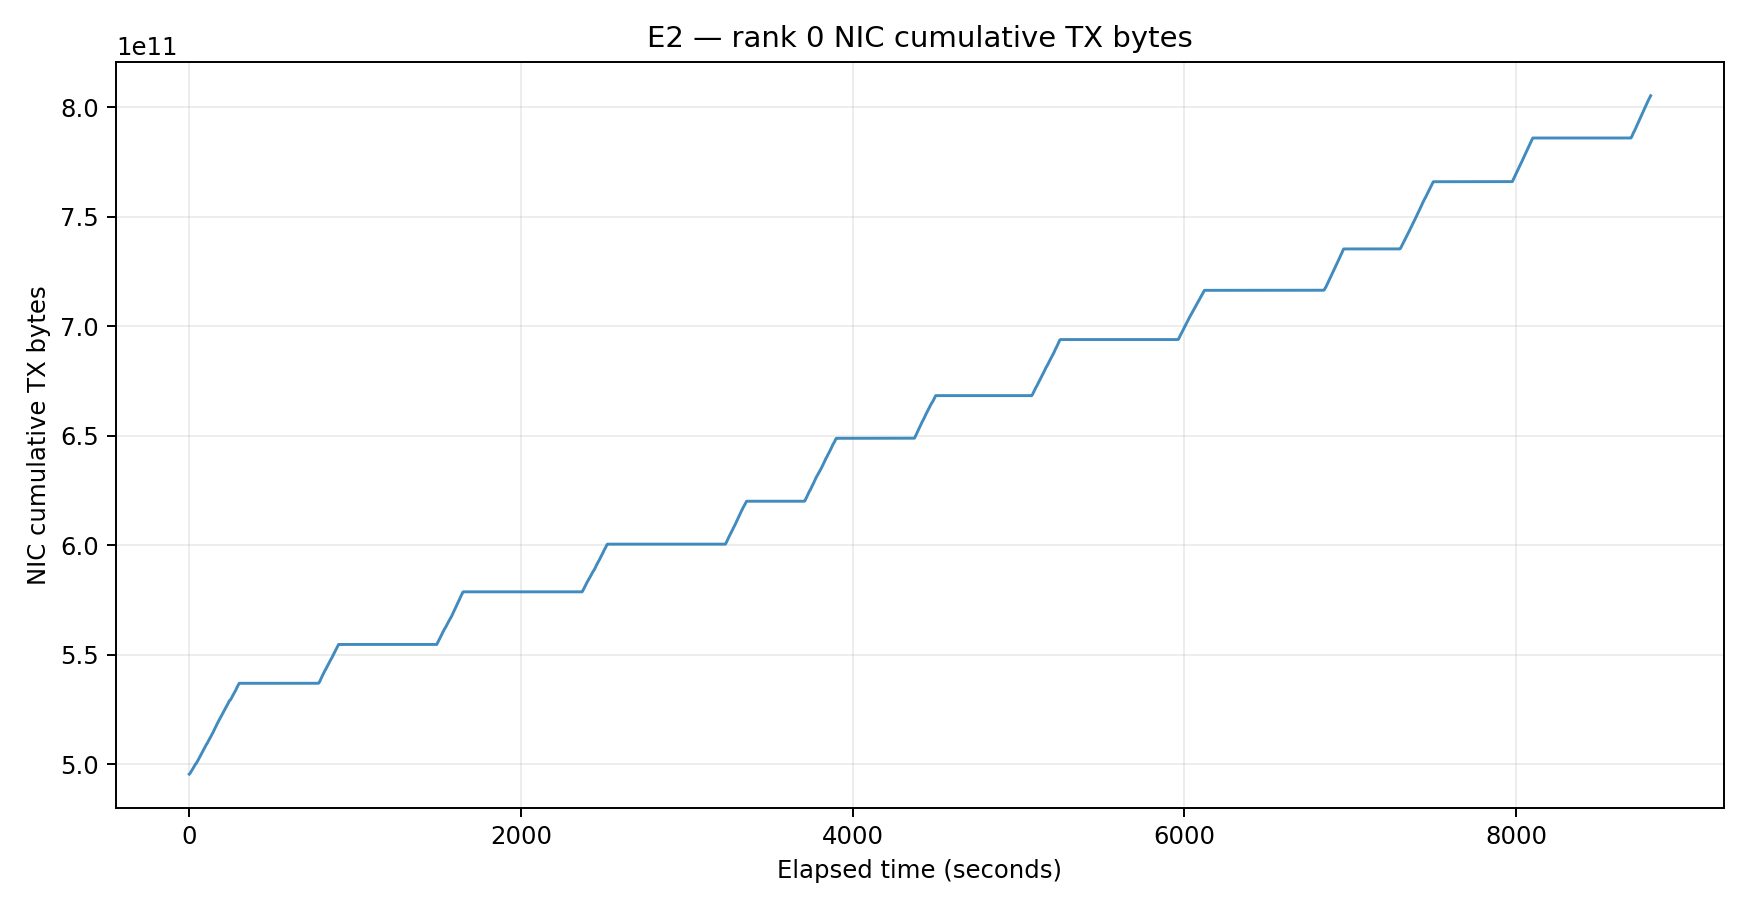 E2 — rank 0 NIC cumulative TX bytes
1e11
8.0
7.5
7.0
6.5
6.0
5.5
5.0
NIC cumulative TX bytes
0 2000 4000 6000 8000
Elapsed time (seconds)